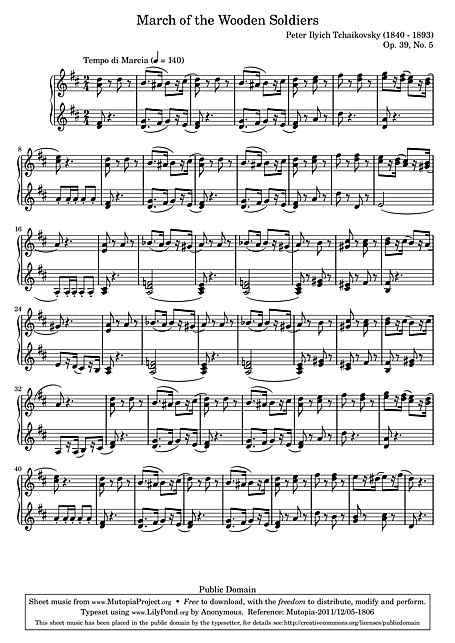 March of the Wooden Soldiers
Peter Ilyich Tchaikovsky (1840 - 1893)
Op. 39, No. 5
Tempo di Marcia (♩ = 140)
8
16
24
32
40
Public Domain
Sheet music from www.MutopiaProject.org • Free to download, with the freedom to distribute, modify and perform.
Typeset using www.LilyPond.org by Anonymous. Reference: Mutopia-2011/12/05-1806
This sheet music has been placed in the public domain by the typesetter, for details see: http://creativecommons.org/licenses/publicdomain